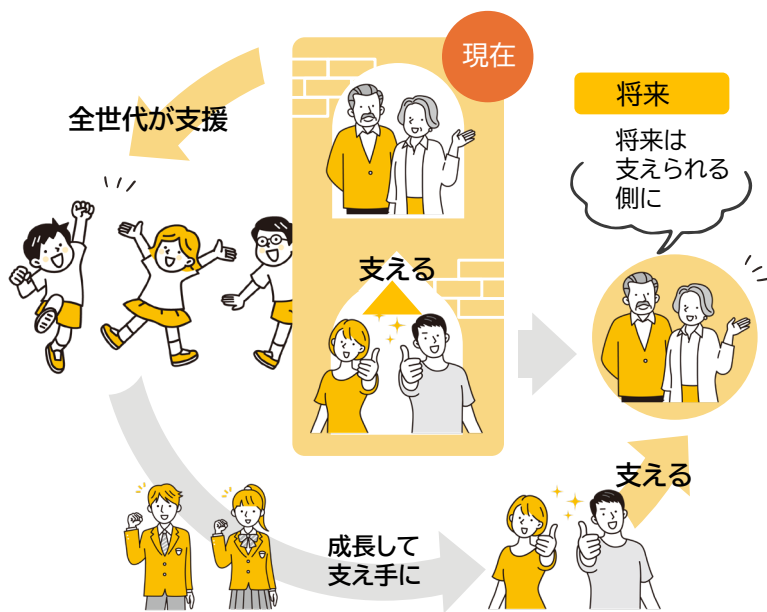 現在
全世代が支援
支える
将来
将来は
支えられる
側に
支える
成長して
支え手に